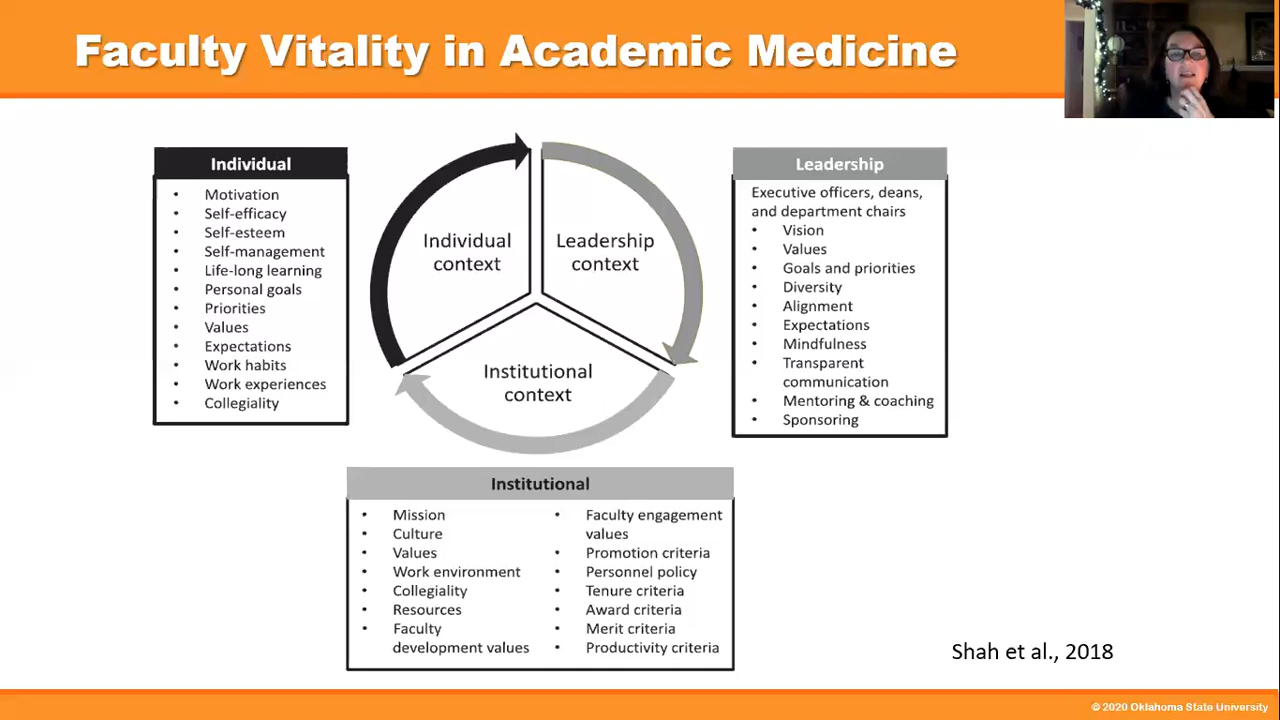 Faculty Vitality in Academic Medicine
Individual
• Motivation
• Self-efficacy
• Self-esteem
• Self-management
• Life-long learning
• Personal goals
• Priorities
• Values
• Expectations
• Work habits
• Work experiences
• Collegiality
Individual
context
Leadership
context
Institutional
context
Leadership
Executive officers, deans,
and department chairs
• Vision
• Values
• Goals and priorities
• Diversity
• Alignment
• Expectations
• Mindfulness
• Transparent
communication
• Mentoring & coaching
• Sponsoring
Institutional
• Mission
• Culture
• Values
• Work environment
• Collegiality
• Resources
• Faculty
development values
• Faculty engagement
values
• Promotion criteria
• Personnel policy
• Tenure criteria
• Award criteria
• Merit criteria
• Productivity criteria
Shah et al., 2018
© 2020 Oklahoma State University